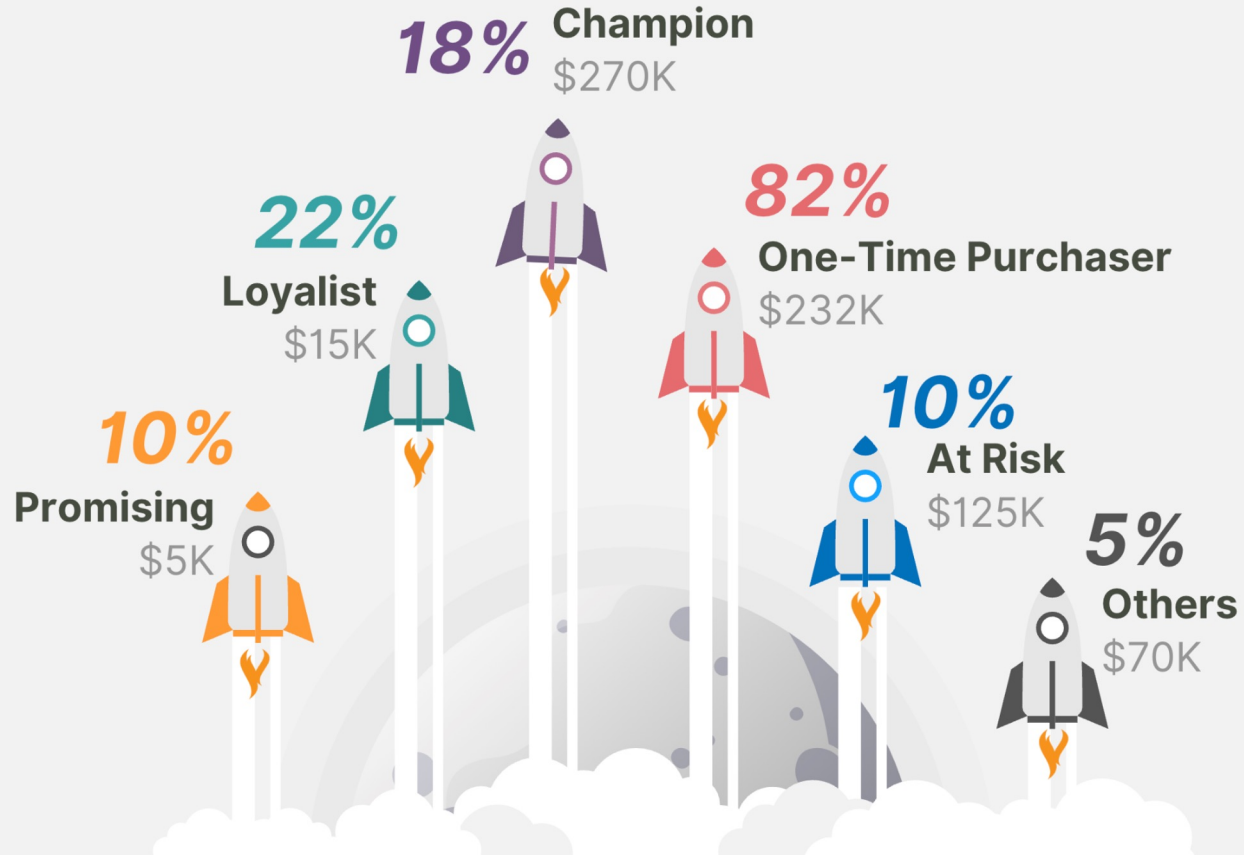 18%
Champion
$270K
22%
Loyalist
$15K
82%
One-Time Purchaser
$232K
10%
Promising
$5K
10%
At Risk
$125K
5%
Others
$70K